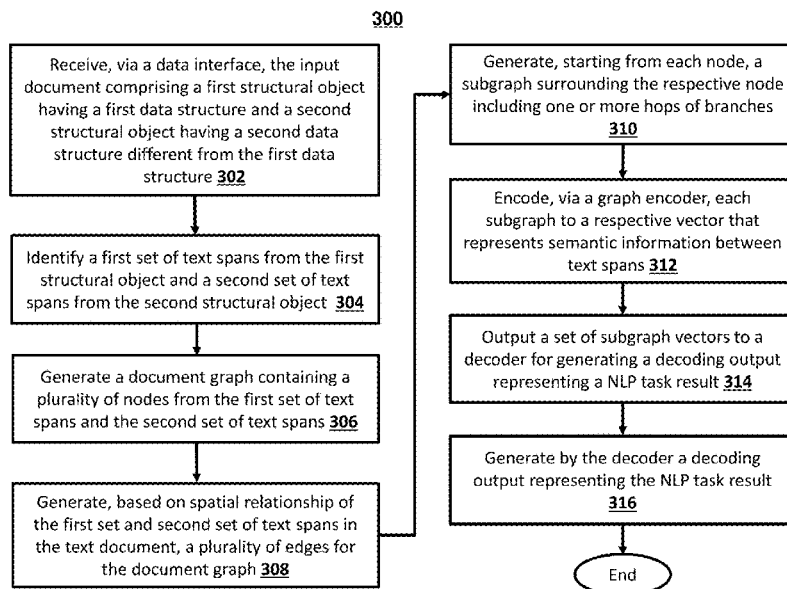 300
Receive, via a data interface, the input
document comprising a first structural object
having a first data structure and a second
structural object having a second data
structure different from the first data
structure 302
Identify a first set of text spans from the first
structural object and a second set of text
spans from the second structural object 304
Generate a document graph containing a
plurality of nodes from the first set of text
spans and the second set of text spans 306
Generate, based on spatial relationship of
the first set and second set of text spans in
the text document, a plurality of edges for
the document graph 308
Generate, starting from each node, a
subgraph surrounding the respective node
including one or more hops of branches
310
Encode, via a graph encoder, each
subgraph to a respective vector that
represents semantic information between
text spans 312
Output a set of subgraph vectors to a
decoder for generating a decoding output
representing a NLP task result 314
Generate by the decoder a decoding
output representing the NLP task result
316
End